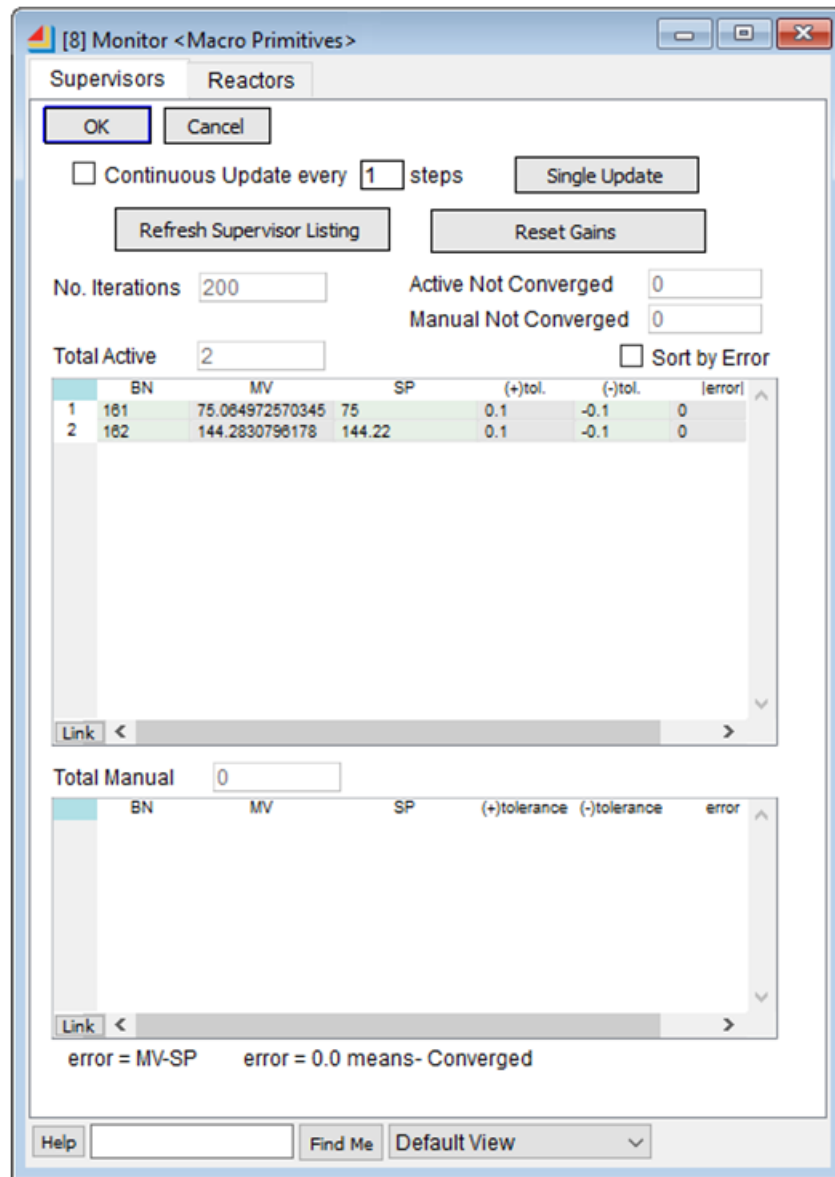 [8] Monitor <Macro Primitives>
Supervisors Reactors
OK Cancel
Continuous Update every 1 steps Single Update
Refresh Supervisor Listing Reset Gains
No. Iterations 200 Active Not Converged 0
Manual Not Converged 0
Total Active 2 Sort by Error
BN MV SP (+)tol. (-)tol. |error|
1 161 75.064972570345 75 0.1 -0.1 0
2 162 144.2830796178 144.22 0.1 -0.1 0
Link
Total Manual 0
BN MV SP (+)tolerance (-)tolerance error
Link
error = MV-SP error = 0.0 means- Converged
Help Find Me Default View